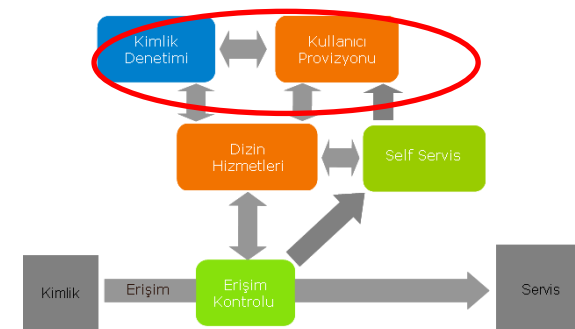 Kimlik
Denetimi
Kullanıcı
Provizyonu
Dizin
Hizmetleri
Self Servis
Kimlik
Erişim
Erişim
Kontrolu
Servis